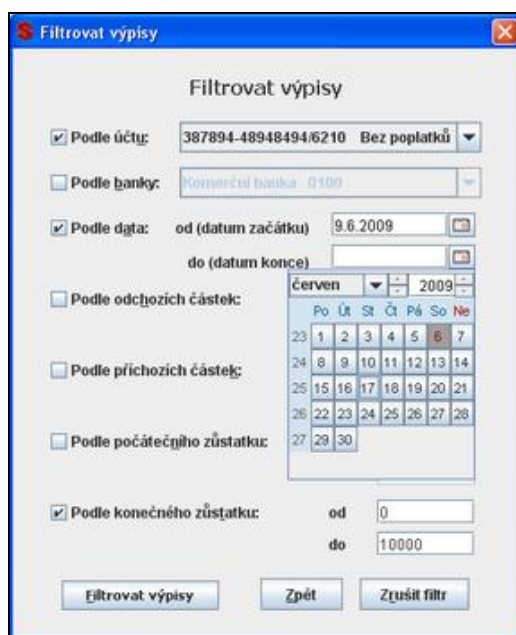 S Filtrovat výpisy
Filtrovat výpisy
Podle účtu: 387894-48948494/6210 Bez poplatků
Podle banky: Komerční banka 0100
Podle data: od (datum začátku) 9.6.2009
do (datum konce)
červen 2009
Po Út St Čt Pá So Ne
23 1 2 3 4 5 6 7
24 8 9 10 11 12 13 14
25 15 16 17 18 19 20 21
26 22 23 24 25 26 27 28
27 29 30
Podle odchozích částek:
Podle příchozích částek:
Podle počátečního zůstatku:
Podle konečného zůstatku: od 0
do 10000
Filtrovat výpisy Zpět Zrušit filtr